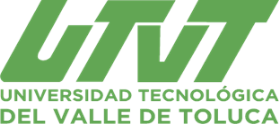 UTVT
UNIVERSIDAD TECNOLÓGICA
DEL VALLE DE TOLUCA